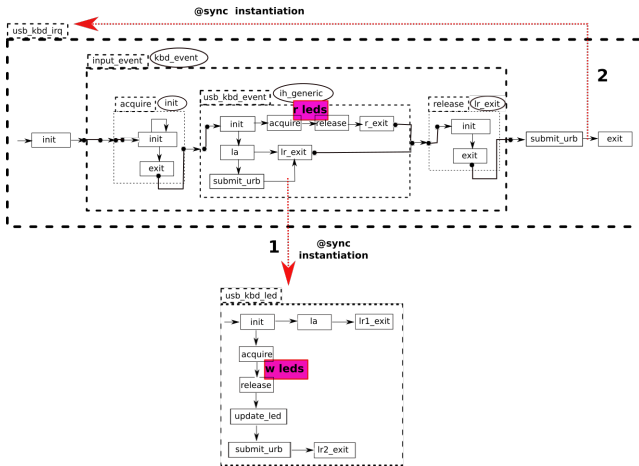 @sync instantiation
usb_kbd_irq
input_event
kbd_event
2
acquire
init
usb_kbd_event
ih_generic
release
lr_exit
r leds
init
init
exit
init
acquire
release
r_exit
la
lr_exit
submit_urb
init
exit
submit_urb
exit
1
@sync
instantiation
usb_kbd_led
init
la
lr1_exit
acquire
w leds
release
update_led
submit_urb
lr2_exit